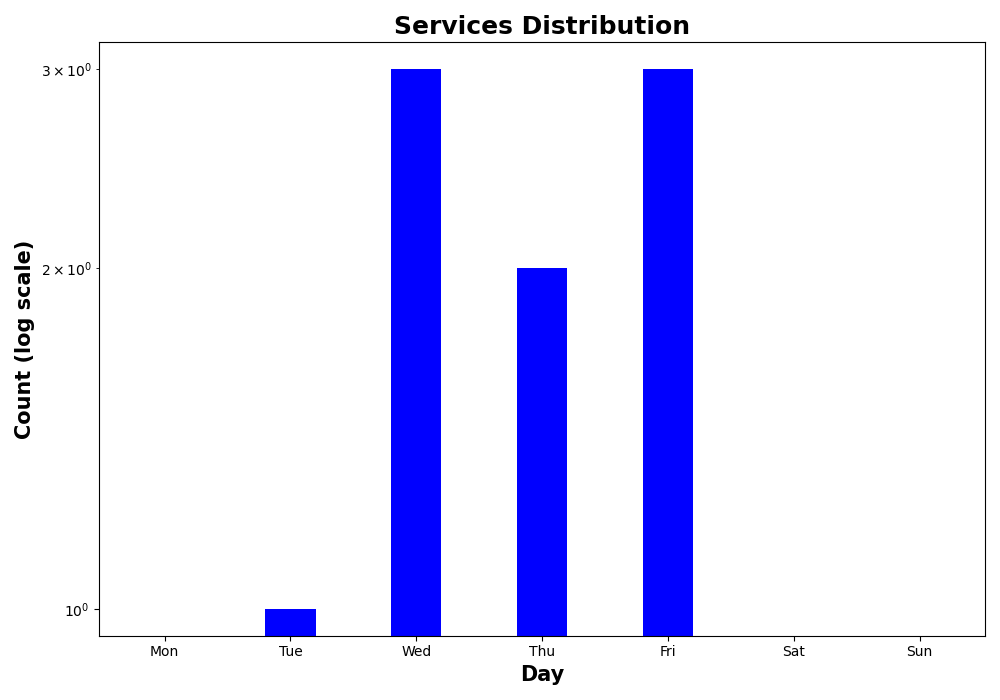 Services Distribution
3 × 10⁰
2 × 10⁰
10⁰
Count (log scale)
Mon Tue Wed Thu Fri Sat Sun
Day